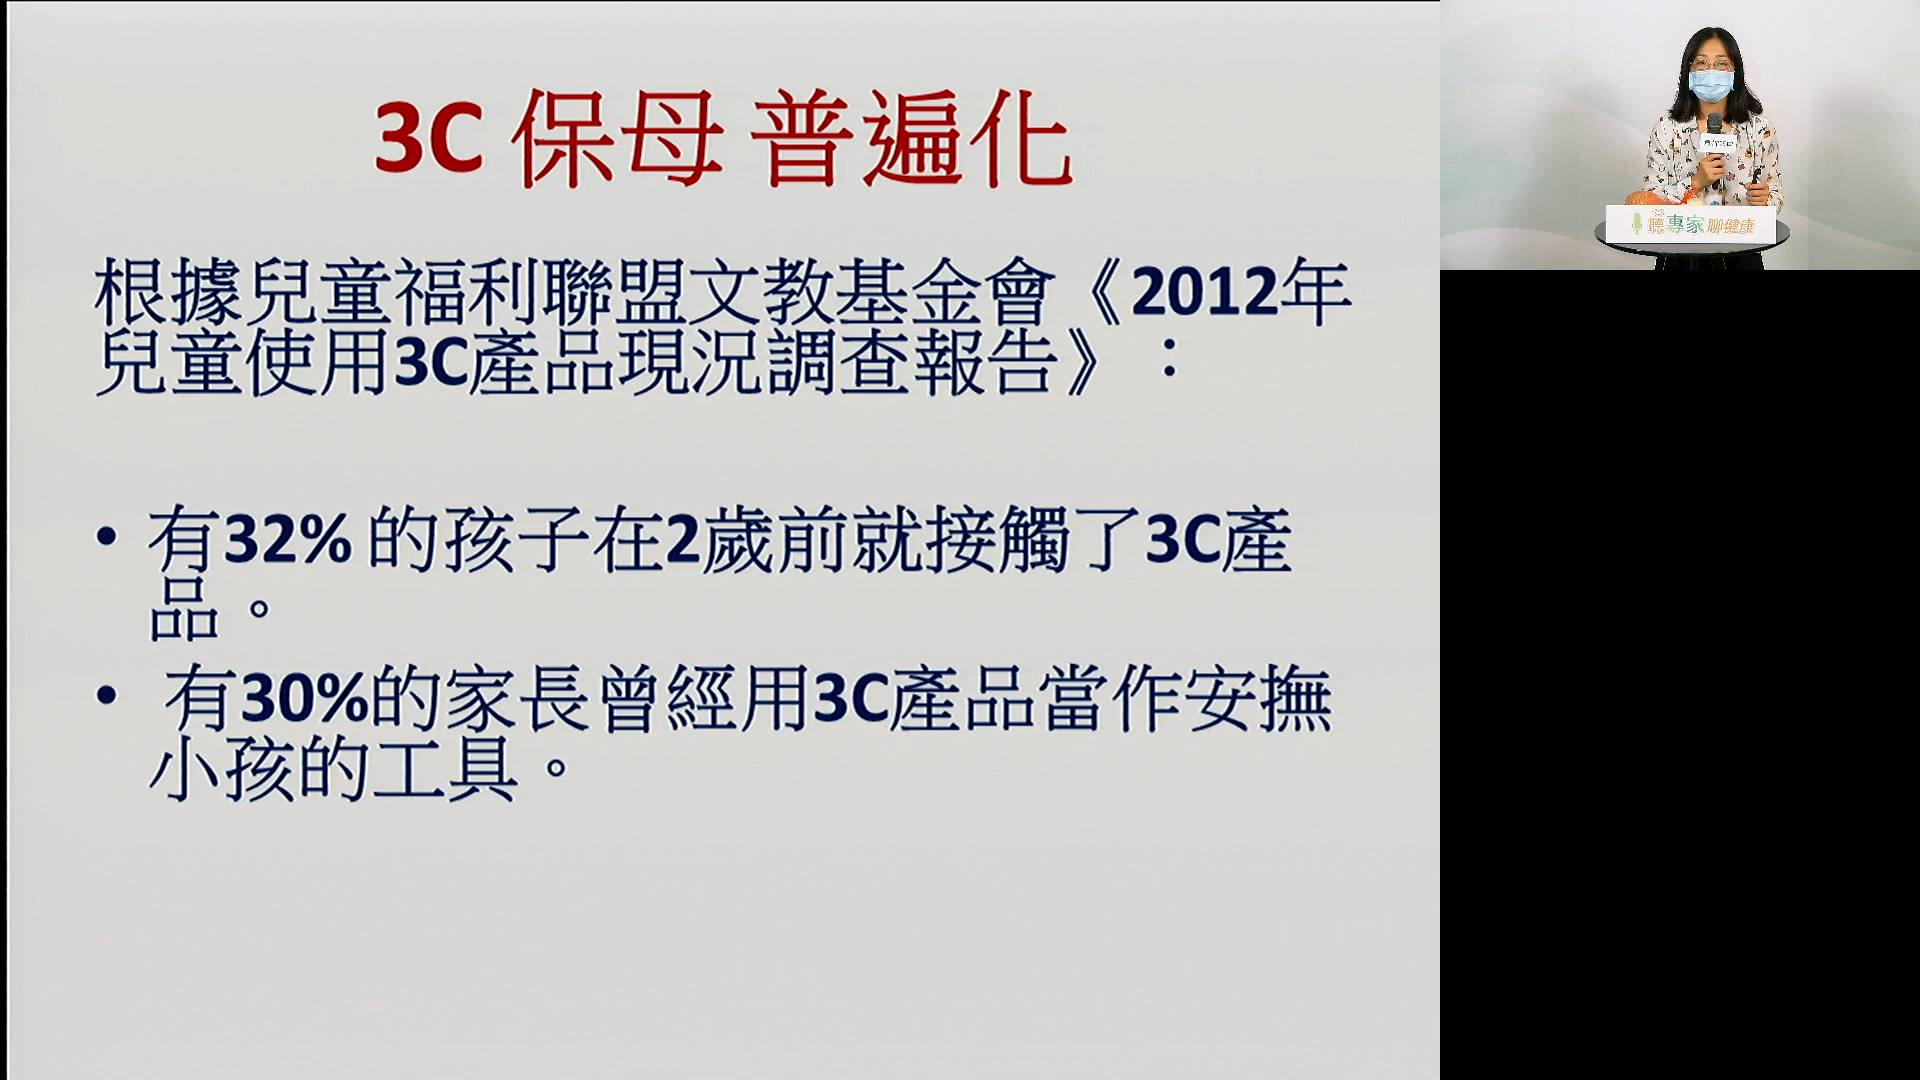 3C 保母 普遍化
根據兒童福利聯盟文教基金會《2012年
兒童使用3C產品現況調查報告》：
• 有32% 的孩子在2歲前就接觸了3C產
品。
• 有30%的家長曾經用3C產品當作安撫
小孩的工具。
聽專家聊健康